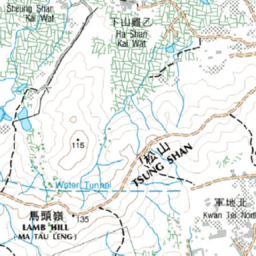 Sheung Shan
Kai Wat
下山雞乙
Ha Shan
Kai Wat
115
松山
TSUNG SHAN
Water Tunnel
馬頭嶺
LAMB HILL
(MA TAU LENG)
135
軍地北
Kwan Tei North